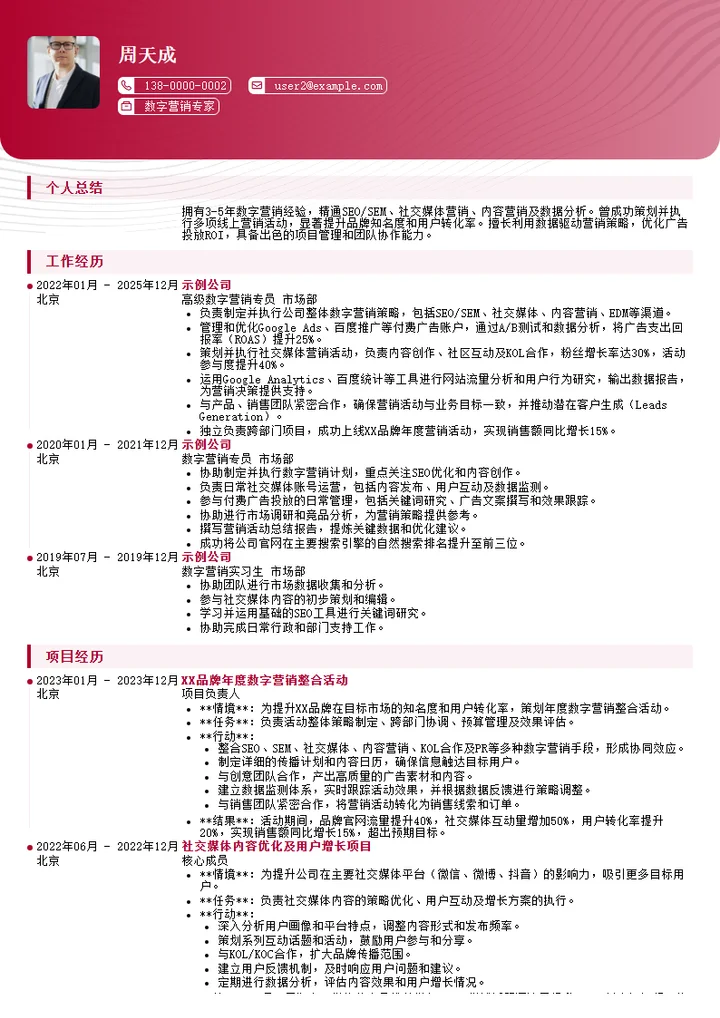 周天成
138-0000-0002
user2@example.com
数字营销专家
个人总结
拥有3-5年数字营销经验，精通SEO/SEM、社交媒体营销、内容营销及数据分析。曾成功策划并执
行多项线上营销活动，显著提升品牌知名度和用户转化率。擅长利用数据驱动营销策略，优化广告
投放ROI，具备出色的项目管理和团队协作能力。
工作经历
2022年01月 - 2025年12月 示例公司
北京
高级数字营销专员 市场部
• 负责制定并执行公司整体数字营销策略，包括SEO/SEM、社交媒体、内容营销、EDM等渠道。
• 管理和优化Google Ads、百度推广等付费广告账户，通过A/B测试和数据分析，将广告支出回
报率（ROAS）提升25%。
• 策划并执行社交媒体营销活动，负责内容创作、社区互动及KOL合作，粉丝增长率达30%，活动
参与度提升40%。
• 运用Google Analytics、百度统计等工具进行网站流量分析和用户行为研究，输出数据报告，
为营销决策提供支持。
• 与产品、销售团队紧密合作，确保营销活动与业务目标一致，并推动潜在客户生成（Leads
Generation）。
• 独立负责跨部门项目，成功上线XX品牌年度营销活动，实现销售额同比增长15%。
2020年01月 - 2021年12月 示例公司
北京
数字营销专员 市场部
• 协助制定并执行数字营销计划，重点关注SEO优化和内容创作。
• 负责日常社交媒体账号运营，包括内容发布、用户互动及数据监测。
• 参与付费广告投放的日常管理，包括关键词研究、广告文案撰写和效果跟踪。
• 协助进行市场调研和竞品分析，为营销策略提供参考。
• 撰写营销活动总结报告，提炼关键数据和优化建议。
• 成功将公司官网在主要搜索引擎的自然搜索排名提升至前三位。
2019年07月 - 2019年12月 示例公司
北京
数字营销实习生 市场部
• 协助团队进行市场数据收集和分析。
• 参与社交媒体内容的初步策划和编辑。
• 学习并运用基础的SEO工具进行关键词研究。
• 协助完成日常行政和部门支持工作。
项目经历
2023年01月 - 2023年12月 XX品牌年度数字营销整合活动
北京
项目负责人
• **情境**：为提升XX品牌在目标市场的知名度和用户转化率，策划年度数字营销整合活动。
• **任务**：负责活动整体策略制定、跨部门协调、预算管理及效果评估。
• **行动**：
• 整合SEO、SEM、社交媒体、内容营销、KOL合作及PR等多种数字营销手段，形成协同效应。
• 制定详细的传播计划和内容日历，确保信息触达目标用户。
• 与创意团队合作，产出高质量的广告素材和内容。
• 建立数据监测体系，实时跟踪活动效果，并根据数据反馈进行策略调整。
• 与销售团队紧密合作，将营销活动转化为销售线索和订单。
• **结果**：活动期间，品牌官网流量提升40%，社交媒体互动量增加50%，用户转化率提升
20%，实现销售额同比增长15%，超出预期目标。
2022年06月 - 2022年12月 社交媒体内容优化及用户增长项目
北京
核心成员
• **情境**：为提升公司在主要社交媒体平台（微信、微博、抖音）的影响力，吸引更多目标用
户。
• **任务**：负责社交媒体内容的策略优化、用户互动及增长方案的执行。
• **行动**：
• 深入分析用户画像和平台特点，调整内容形式和发布频率。
• 策划系列互动话题和活动，鼓励用户参与和分享。
• 与KOL/KOC合作，扩大品牌传播范围。
• 建立用户反馈机制，及时响应用户问题和建议。
• 定期进行数据分析，评估内容效果和用户增长情况。